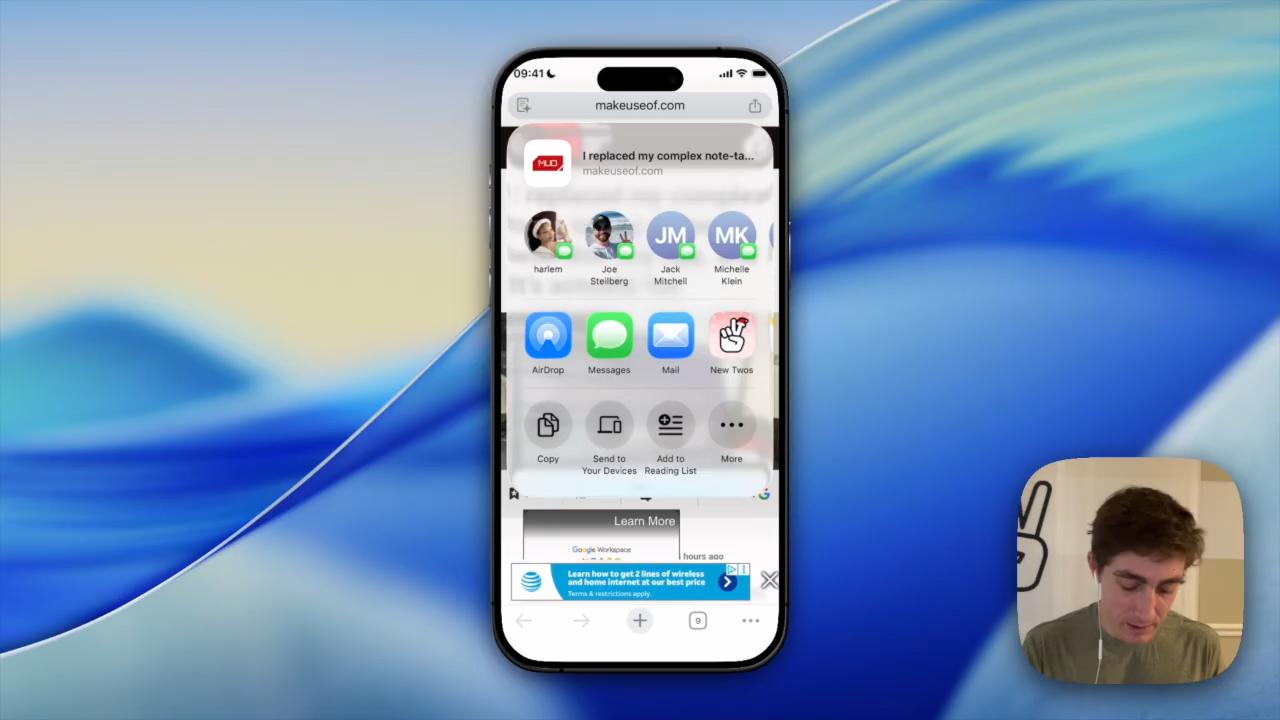 09:41
makeuseof.com
MUO
I replaced my complex note-ta...
makeuseof.com
JM
MK
harlem
Joe
Steilberg
Jack
Mitchell
Michelle
Klein
AirDrop
Messages
Mail
New Twos
Copy
Send to
Your Devices
Add to
Reading List
More
Learn More
Google Workspace
hours ago
AT&T
Learn how to get 2 lines of wireless
and home internet at our best price
Terms & restrictions apply.
9